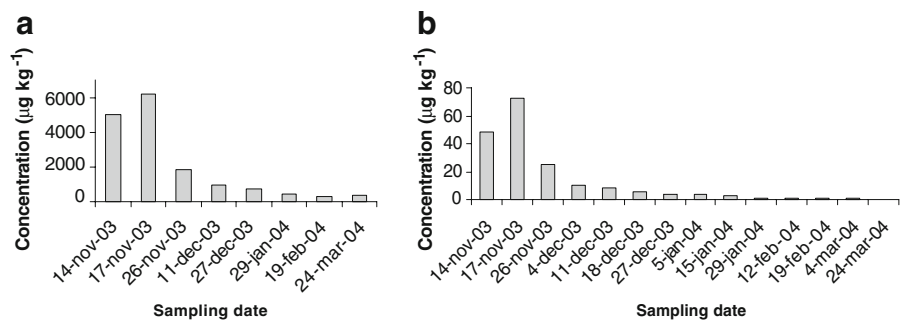 a
Concentration (µg kg⁻¹)
6000
4000
2000
0
14-nov-03
17-nov-03
26-nov-03
11-dec-03
27-dec-03
29-jan-04
19-feb-04
24-mar-04
Sampling date
b
Concentration (µg kg⁻¹)
80
60
40
20
0
14-nov-03
17-nov-03
26-nov-03
4-dec-03
11-dec-03
18-dec-03
27-dec-03
5-jan-04
15-jan-04
29-jan-04
12-feb-04
19-feb-04
4-mar-04
24-mar-04
Sampling date